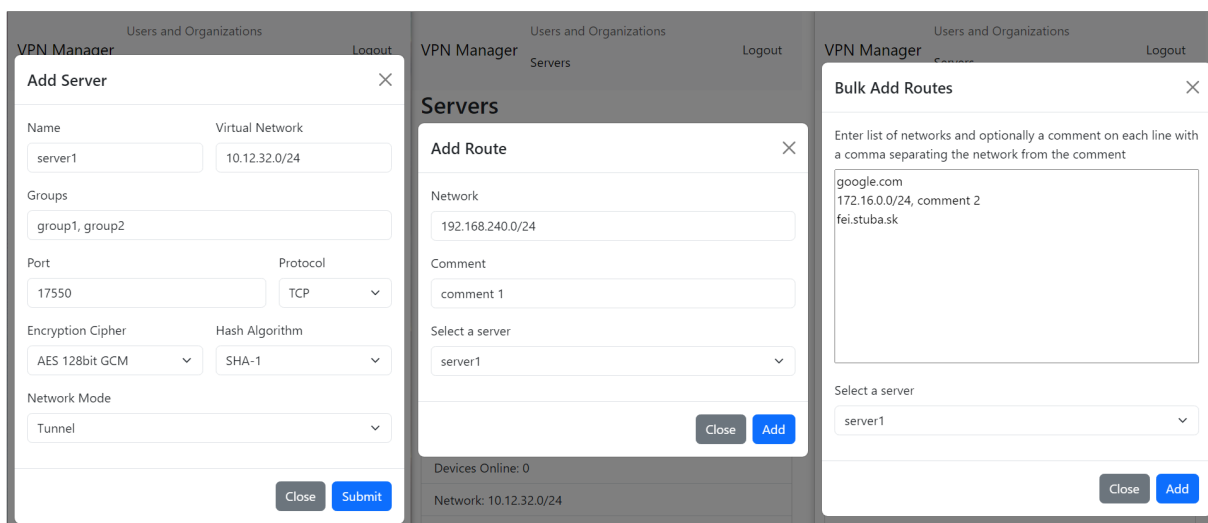 Users and Organizations
VPN Manager
Logout
Add Server
Name
Virtual Network
server1
10.12.32.0/24
Groups
group1, group2
Port
Protocol
17550
TCP
Encryption Cipher
Hash Algorithm
AES 128bit GCM
SHA-1
Network Mode
Tunnel
Close
Submit
Users and Organizations
VPN Manager
Servers
Logout
Servers
Add Route
Network
192.168.240.0/24
Comment
comment 1
Select a server
server1
Close
Add
Devices Online: 0
Network: 10.12.32.0/24
Users and Organizations
VPN Manager
Servers
Logout
Bulk Add Routes
Enter list of networks and optionally a comment on each line with
a comma separating the network from the comment
google.com
172.16.0.0/24, comment 2
fei.stuba.sk
Select a server
server1
Close
Add